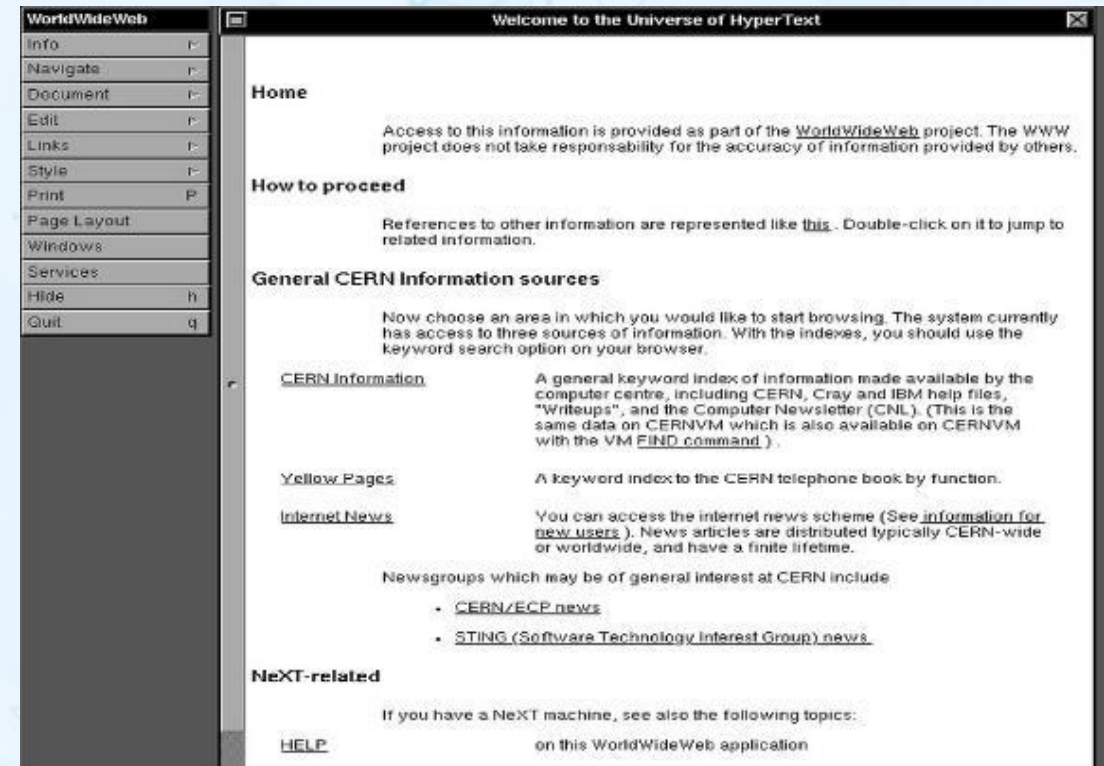 WorldWideWeb
Info
Navigate
Document
Edit
Links
Style
Print P
Page Layout
Windows
Services
Hide h
Quit q
Welcome to the Universe of HyperText
Home
Access to this information is provided as part of the WorldWideWeb project. The WWW
project does not take responsability for the accuracy of information provided by others.
How to proceed
References to other information are represented like this . Double-click on it to jump to
related information.
General CERN Information sources
Now choose an area in which you would like to start browsing. The system currently
has access to three sources of information. With the indexes, you should use the
keyword search option on your browser.
CERN Information
A general keyword index of information made available by the
computer centre, including CERN, Cray and IBM help files,
"Writeups", and the Computer Newsletter (CNL). (This is the
same data on CERNVM which is also available on CERNVM
with the VM FIND command ) .
Yellow Pages
A keyword index to the CERN telephone book by function.
Internet News
You can access the internet news scheme (See information for
new users ). News articles are distributed typically CERN-wide
or worldwide, and have a finite lifetime.
Newsgroups which may be of general interest at CERN include
• CERN/ECP news
• STING (Software Technology Interest Group) news
NeXT-related
If you have a NeXT machine, see also the following topics:
HELP
on this WorldWideWeb application